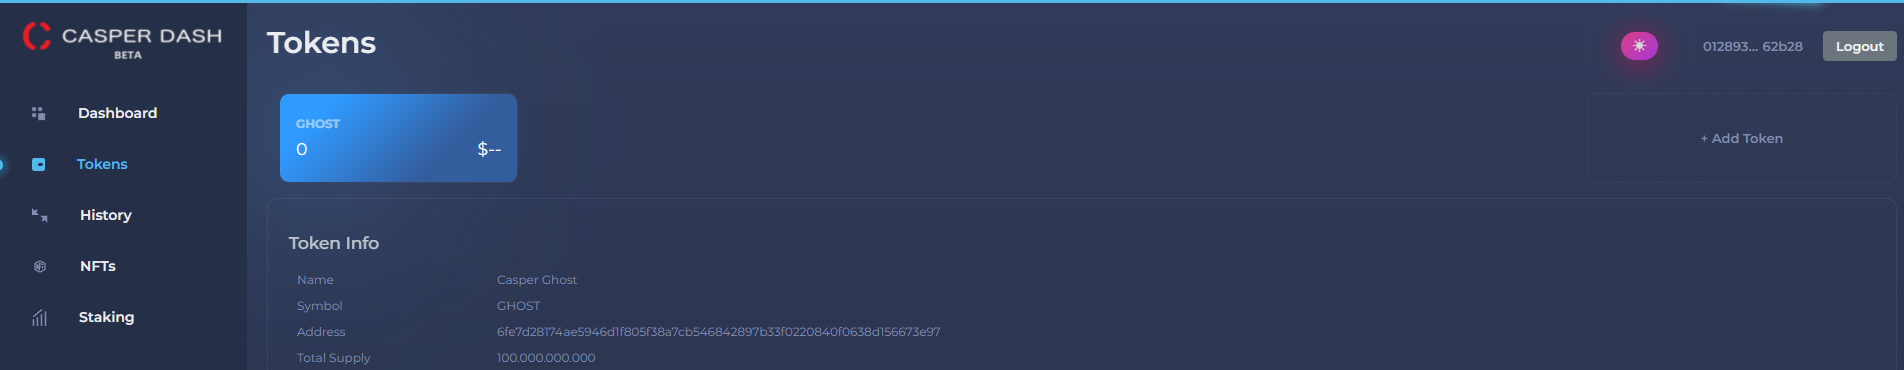 CASPER DASH
BETA
Dashboard
Tokens
History
NFTs
Staking
Tokens
012893... 62b28
Logout
GHOST
0 $--
+ Add Token
Token Info
Name Casper Ghost
Symbol GHOST
Address 6fe7d28174ae5946d1f805f38a7cb546842897b33f0220840f0638d156673e97
Total Supply 100.000.000.000